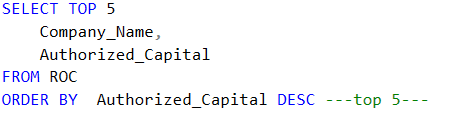 SELECT TOP 5
    Company_Name,
    Authorized_Capital
FROM ROC
ORDER BY  Authorized_Capital DESC ---top 5---